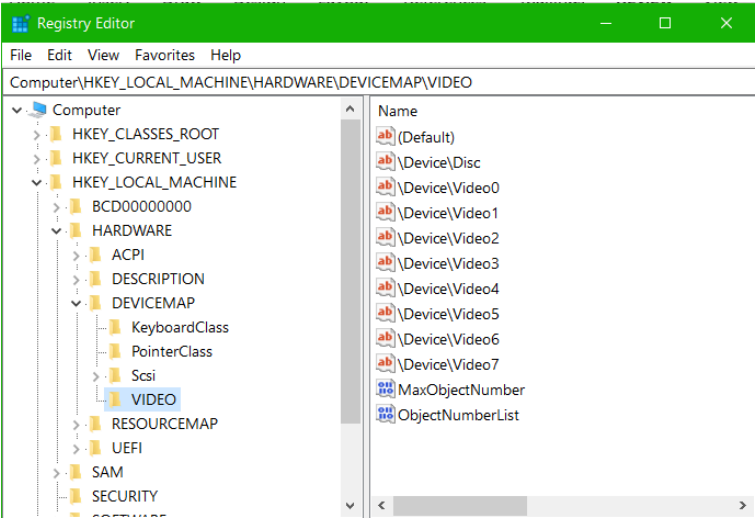 Registry Editor
File Edit View Favorites Help
Computer\HKEY_LOCAL_MACHINE\HARDWARE\DEVICEMAP\VIDEO
Computer
HKEY_CLASSES_ROOT
HKEY_CURRENT_USER
HKEY_LOCAL_MACHINE
BCD00000000
HARDWARE
ACPI
DESCRIPTION
DEVICEMAP
KeyboardClass
PointerClass
Scsi
VIDEO
RESOURCEMAP
UEFI
SAM
SECURITY
Name
(Default)
\Device\Disc
\Device\Video0
\Device\Video1
\Device\Video2
\Device\Video3
\Device\Video4
\Device\Video5
\Device\Video6
\Device\Video7
MaxObjectNumber
ObjectNumberList